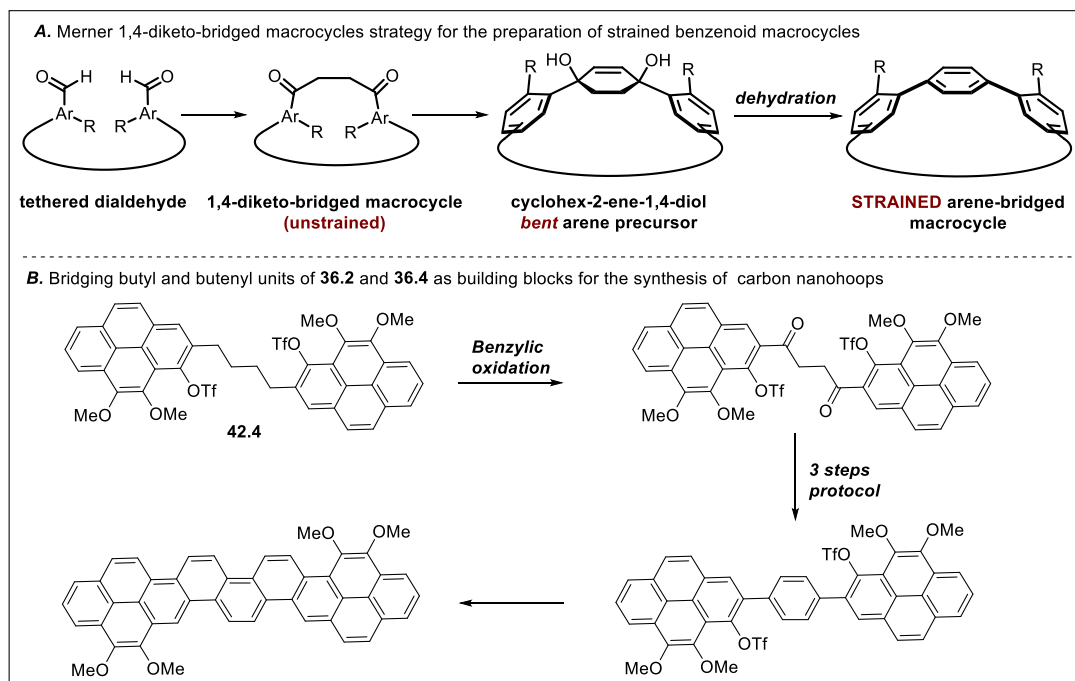 A. Merner 1,4-diketo-bridged macrocycles strategy for the preparation of strained benzenoid macrocycles
O H H O
Ar Ar
R R
tethered dialdehyde
O O
Ar Ar
R R
1,4-diketo-bridged macrocycle
(unstrained)
HO OH
R R
cyclohex-2-ene-1,4-diol
bent arene precursor
dehydration
R R
STRAINED arene-bridged
macrocycle
B. Bridging butyl and butenyl units of 36.2 and 36.4 as building blocks for the synthesis of carbon nanohoops
MeO OMe
TfO
OTf
MeO OMe
42.4
Benzylic
oxidation
O MeO OMe
TfO
OTf
MeO OMe O
3 steps
protocol
MeO OMe
TfO
OTf
MeO OMe
MeO OMe
MeO OMe